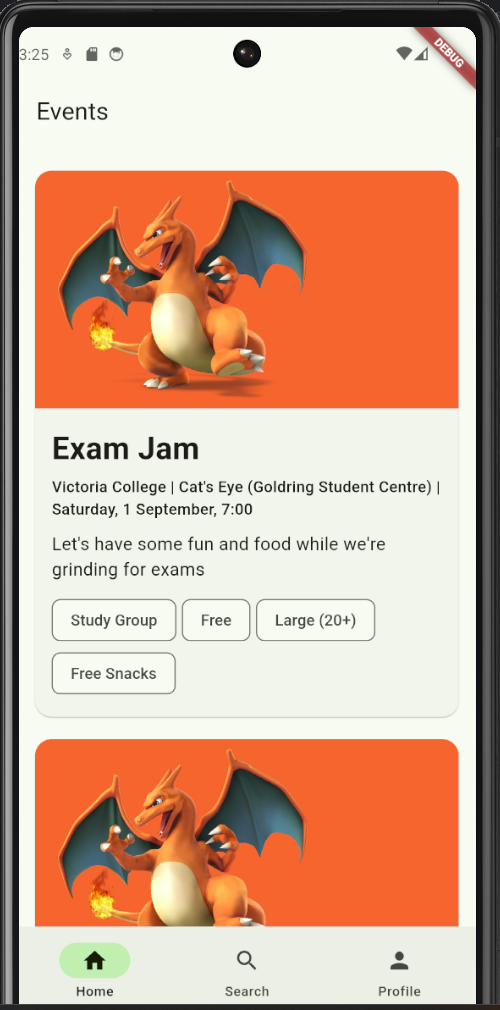 3:25
DEBUG
Events
Exam Jam
Victoria College | Cat's Eye (Goldring Student Centre) |
Saturday, 1 September, 7:00
Let's have some fun and food while we're
grinding for exams
Study Group Free Large (20+)
Free Snacks
Home Search Profile